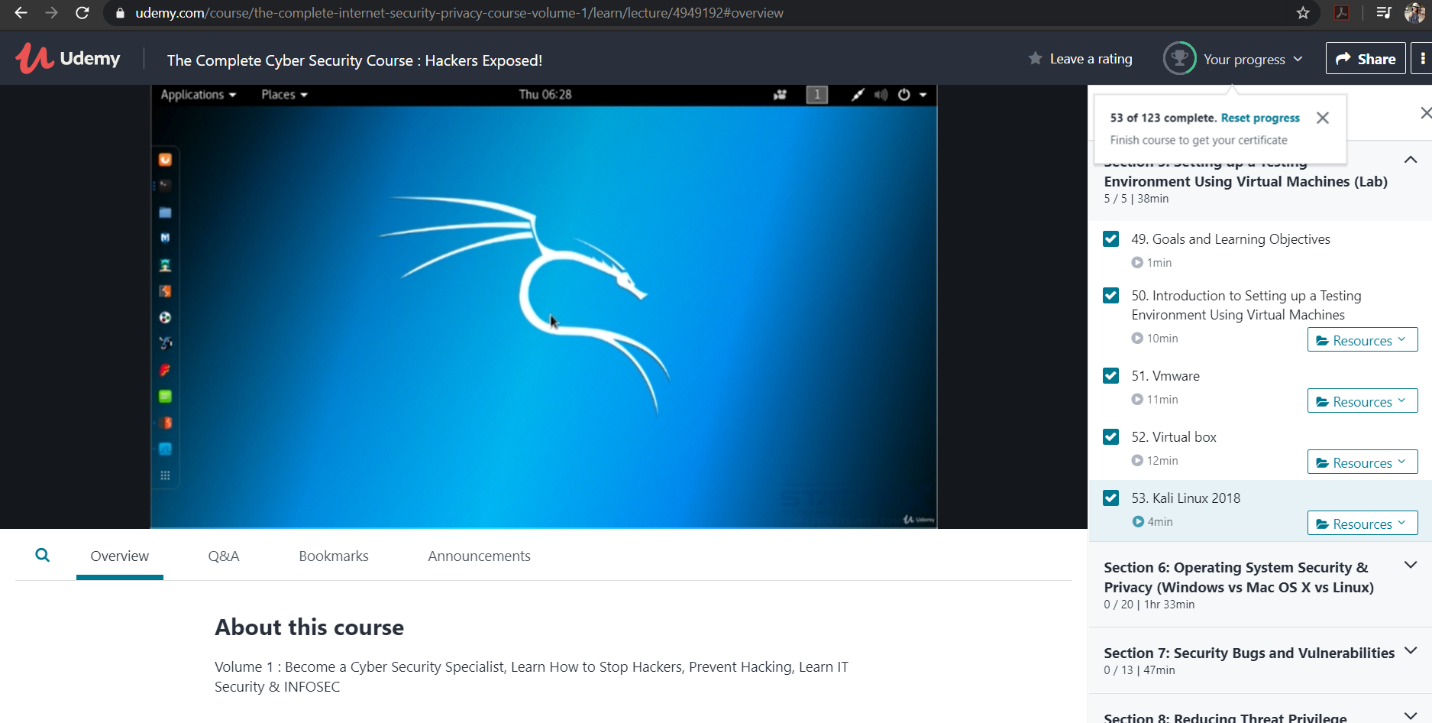 udemy.com/course/the-complete-internet-security-privacy-course-volume-1/learn/lecture/4949192#overview
Udemy
The Complete Cyber Security Course : Hackers Exposed!
Leave a rating
Your progress
Share
Applications
Places
Thu 06:28
1
53 of 123 complete. Reset progress
Finish course to get your certificate
Section 5: Setting up a Testing
Environment Using Virtual Machines (Lab)
5 / 5 | 38min
49. Goals and Learning Objectives
1min
50. Introduction to Setting up a Testing
Environment Using Virtual Machines
10min
Resources
51. Vmware
11min
Resources
52. Virtual box
12min
Resources
53. Kali Linux 2018
4min
Resources
Udemy
Section 6: Operating System Security &
Privacy (Windows vs Mac OS X vs Linux)
0 / 20 | 1hr 33min
Section 7: Security Bugs and Vulnerabilities
0 / 13 | 47min
Section 8: Reducing Threat Privilege
Overview
Q&A
Bookmarks
Announcements
About this course
Volume 1 : Become a Cyber Security Specialist, Learn How to Stop Hackers, Prevent Hacking, Learn IT
Security & INFOSEC